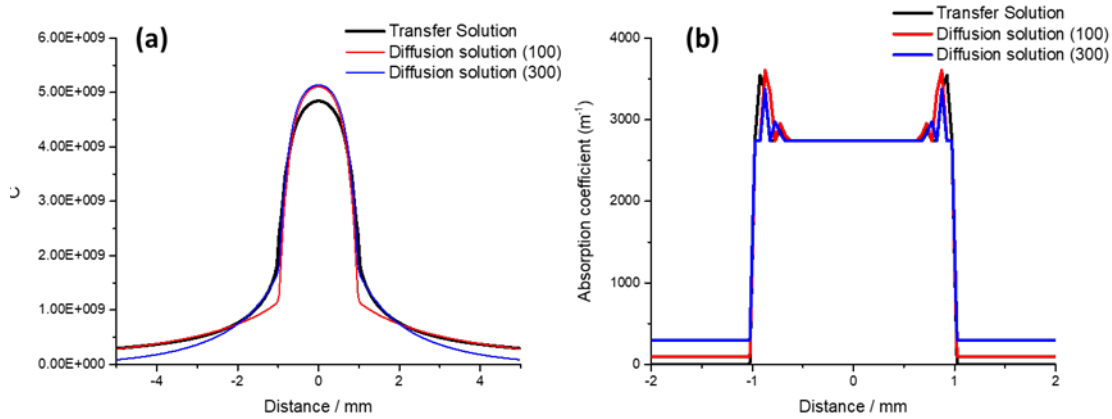 (a)
Transfer Solution
Diffusion solution (100)
Diffusion solution (300)
6.00E+009
5.00E+009
4.00E+009
3.00E+009
2.00E+009
1.00E+009
0.00E+000
-4
-2
0
2
4
Distance / mm
(b)
Transfer Solution
Diffusion Solution (100)
Diffusion Solution (300)
Absorption coefficient (m⁻¹)
4000
3000
2000
1000
0
-2
-1
0
1
2
Distance / mm